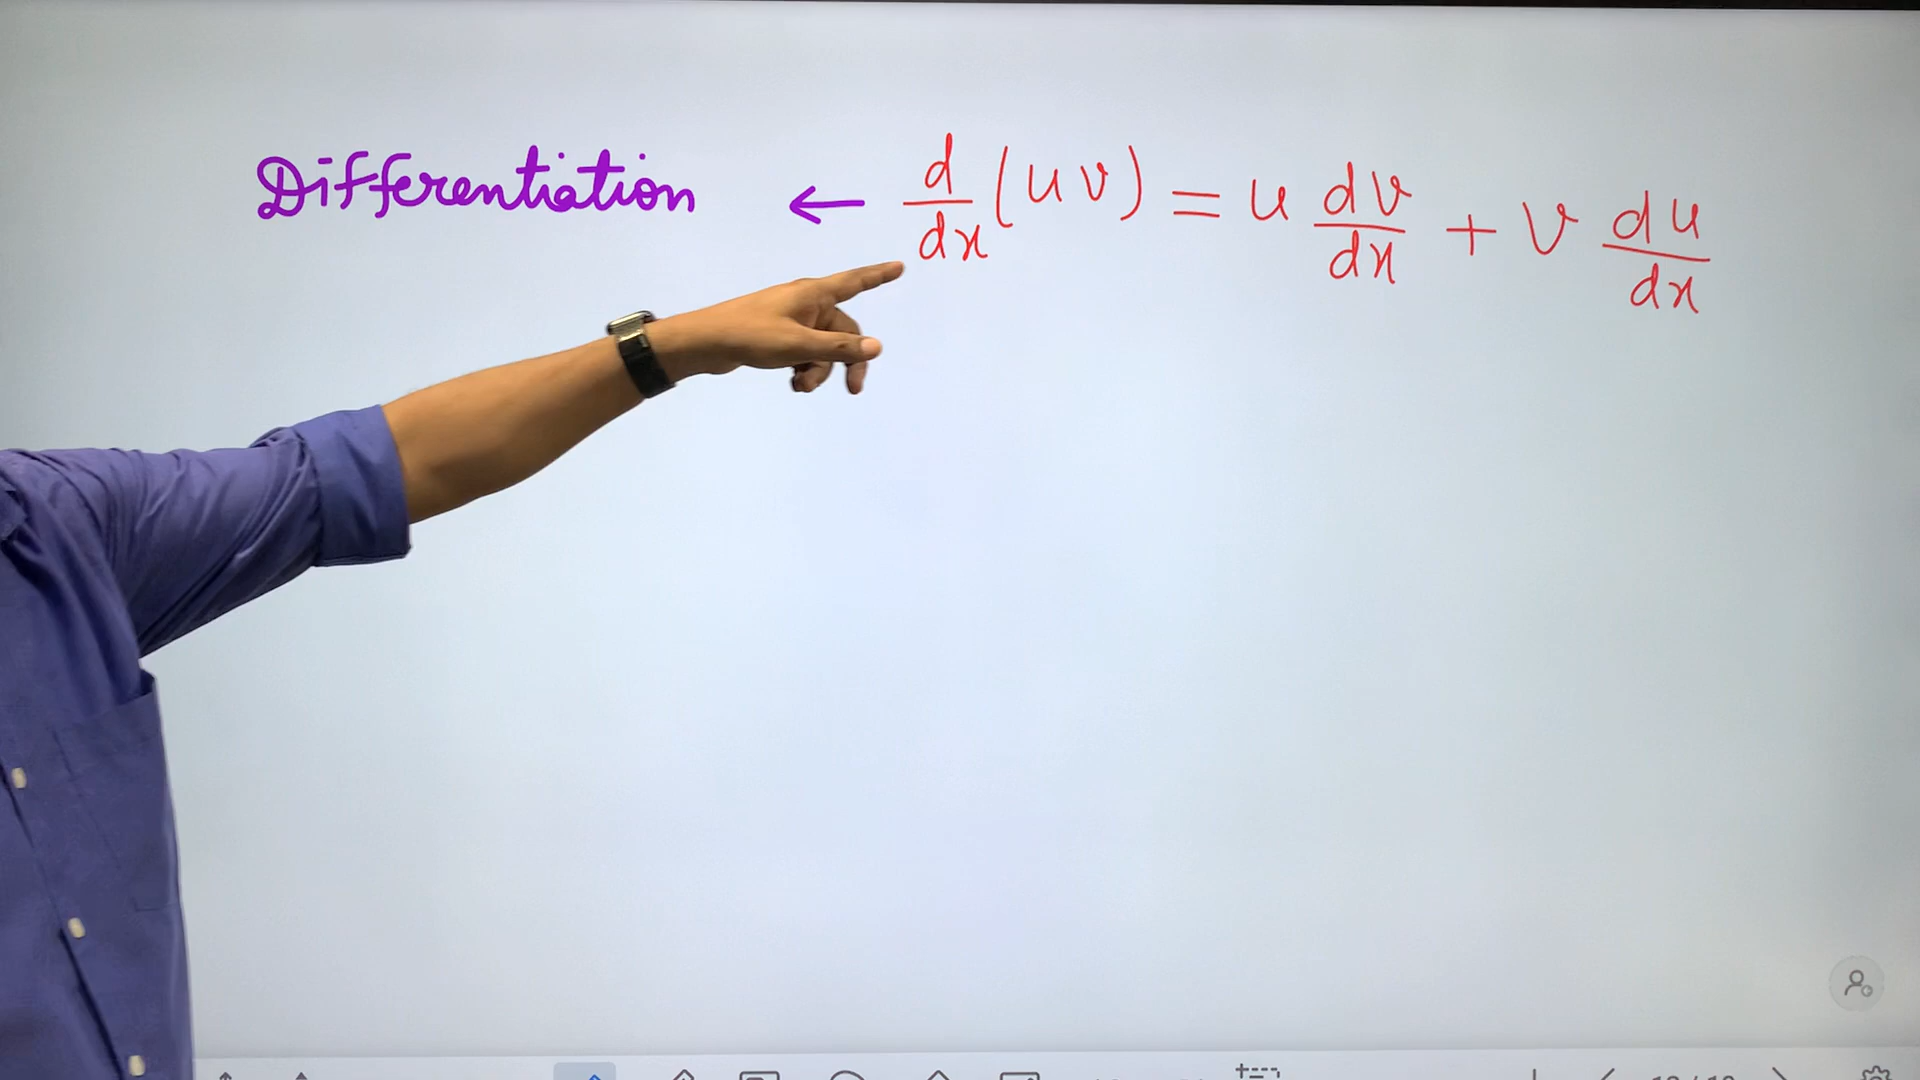 Differentiation ← d/dx (uv) = u dv/dx + v du/dx